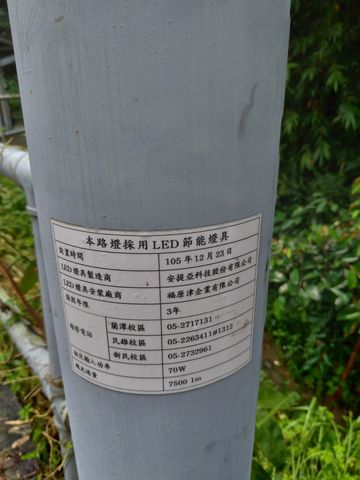 本路燈採用LED節能燈具
設置時間 105年12月23日
LED燈具製造商 安提亞科技股份有限公司
LED燈具安裝廠商 福原津企業有限公司
保固年限 3年
維修電話 蘭潭校區 05-2717131
民雄校區 05-2263411#1312
新民校區 05-2732961
額定輸入功率 70W
總光通量 7500 lm